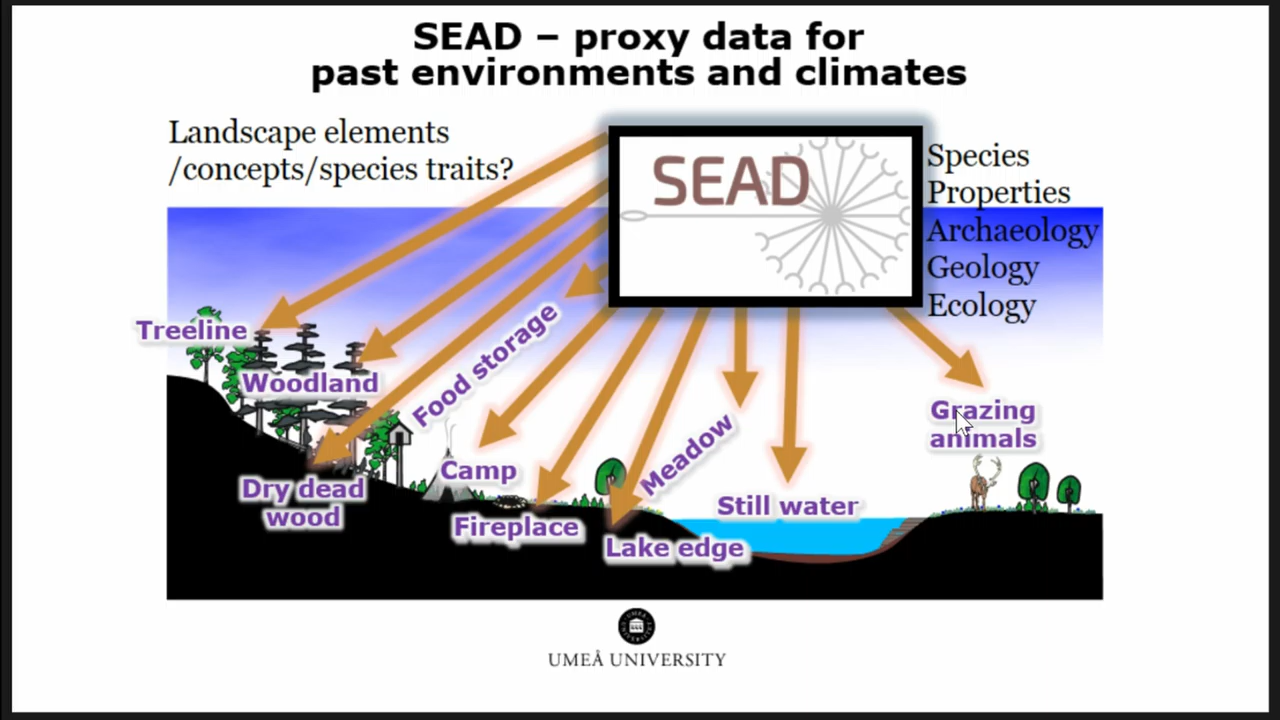 SEAD – proxy data for
past environments and climates
Landscape elements
/concepts/species traits?
SEAD
Species
Properties
Archaeology
Geology
Ecology
Treeline
Woodland
Food storage
Dry dead
wood
Camp
Fireplace
Lake edge
Meadow
Still water
Grazing
animals
UMEÅ UNIVERSITY